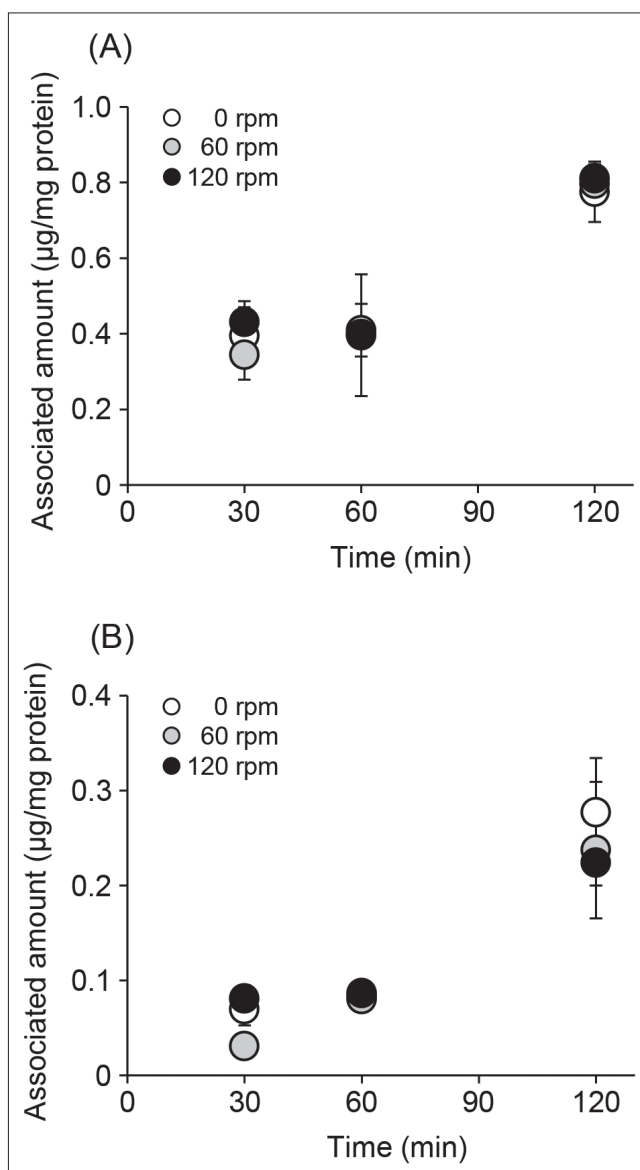 (A)
Associated amount (µg/mg protein)
1.0
0.8
0.6
0.4
0.2
0
0 rpm
60 rpm
120 rpm
0 30 60 90 120
Time (min)
(B)
Associated amount (µg/mg protein)
0.4
0.3
0.2
0.1
0
0 rpm
60 rpm
120 rpm
0 30 60 90 120
Time (min)